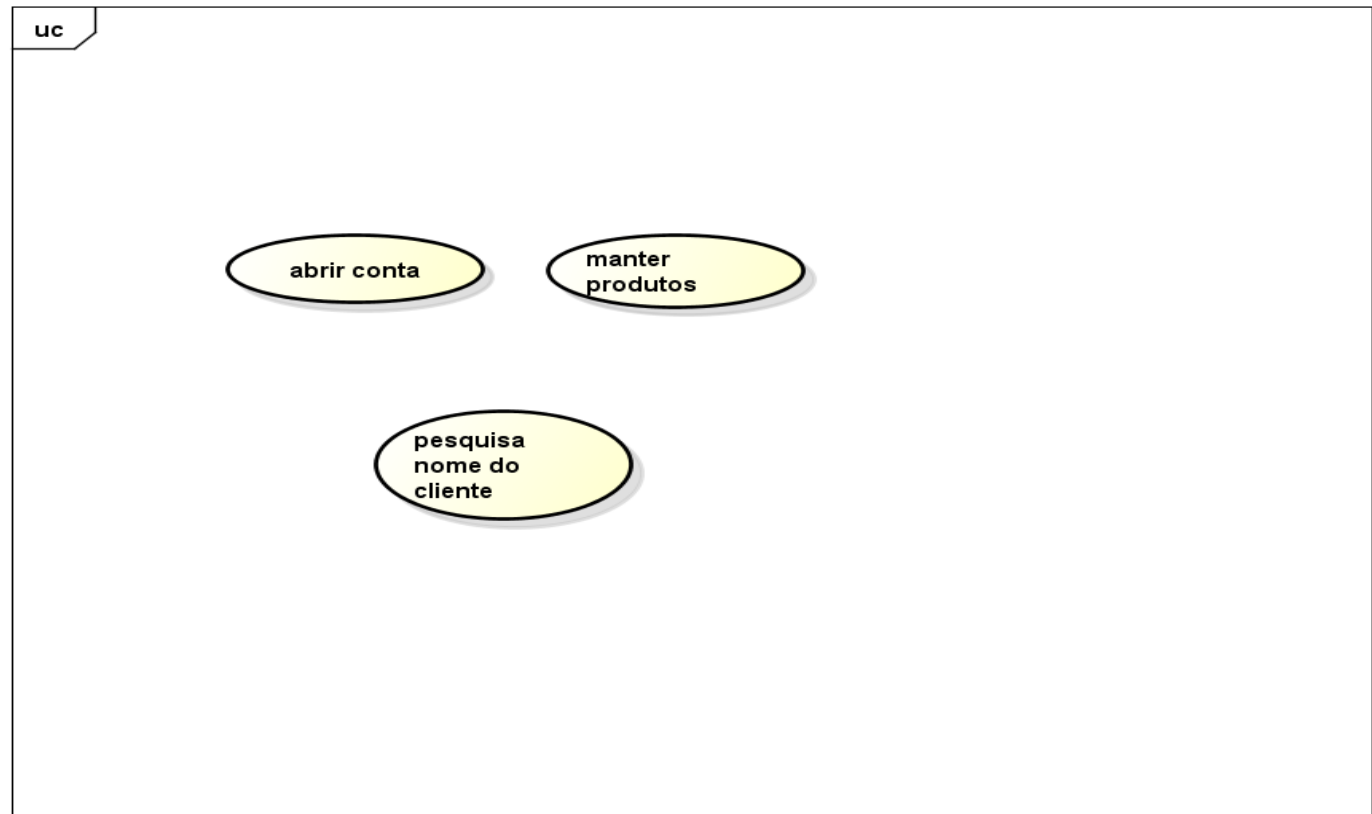 uc
abrir conta
manter
produtos
pesquisa
nome do
cliente